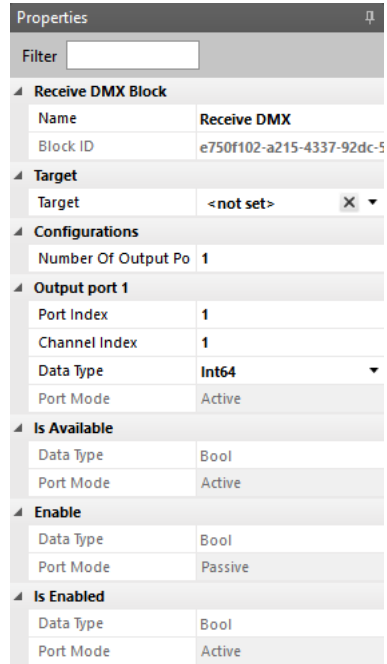 Properties
Filter
Receive DMX Block
Name Receive DMX
Block ID e750f102-a215-4337-92dc-5
Target
Target <not set>
Configurations
Number Of Output Po 1
Output port 1
Port Index 1
Channel Index 1
Data Type Int64
Port Mode Active
Is Available
Data Type Bool
Port Mode Active
Enable
Data Type Bool
Port Mode Passive
Is Enabled
Data Type Bool
Port Mode Active